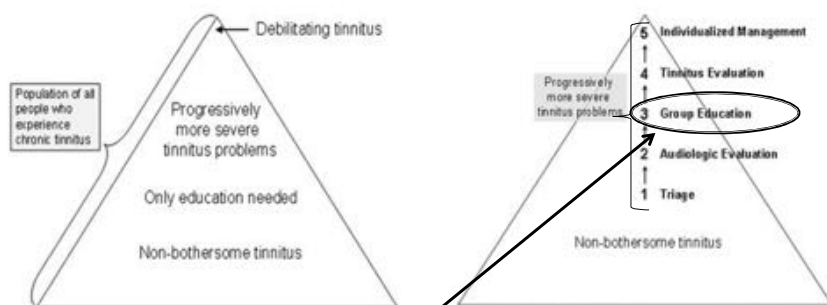 Debilitating tinnitus
Population of all
people who
experience
chronic tinnitus
Progressively
more severe
tinnitus problems
Only education needed
Non-bothersome tinnitus
5 Individualized Management
4 Tinnitus Evaluation
Progressively
more severe
tinnitus problems
3 Group Education
2 Audiologic Evaluation
1 Triage
Non-bothersome tinnitus